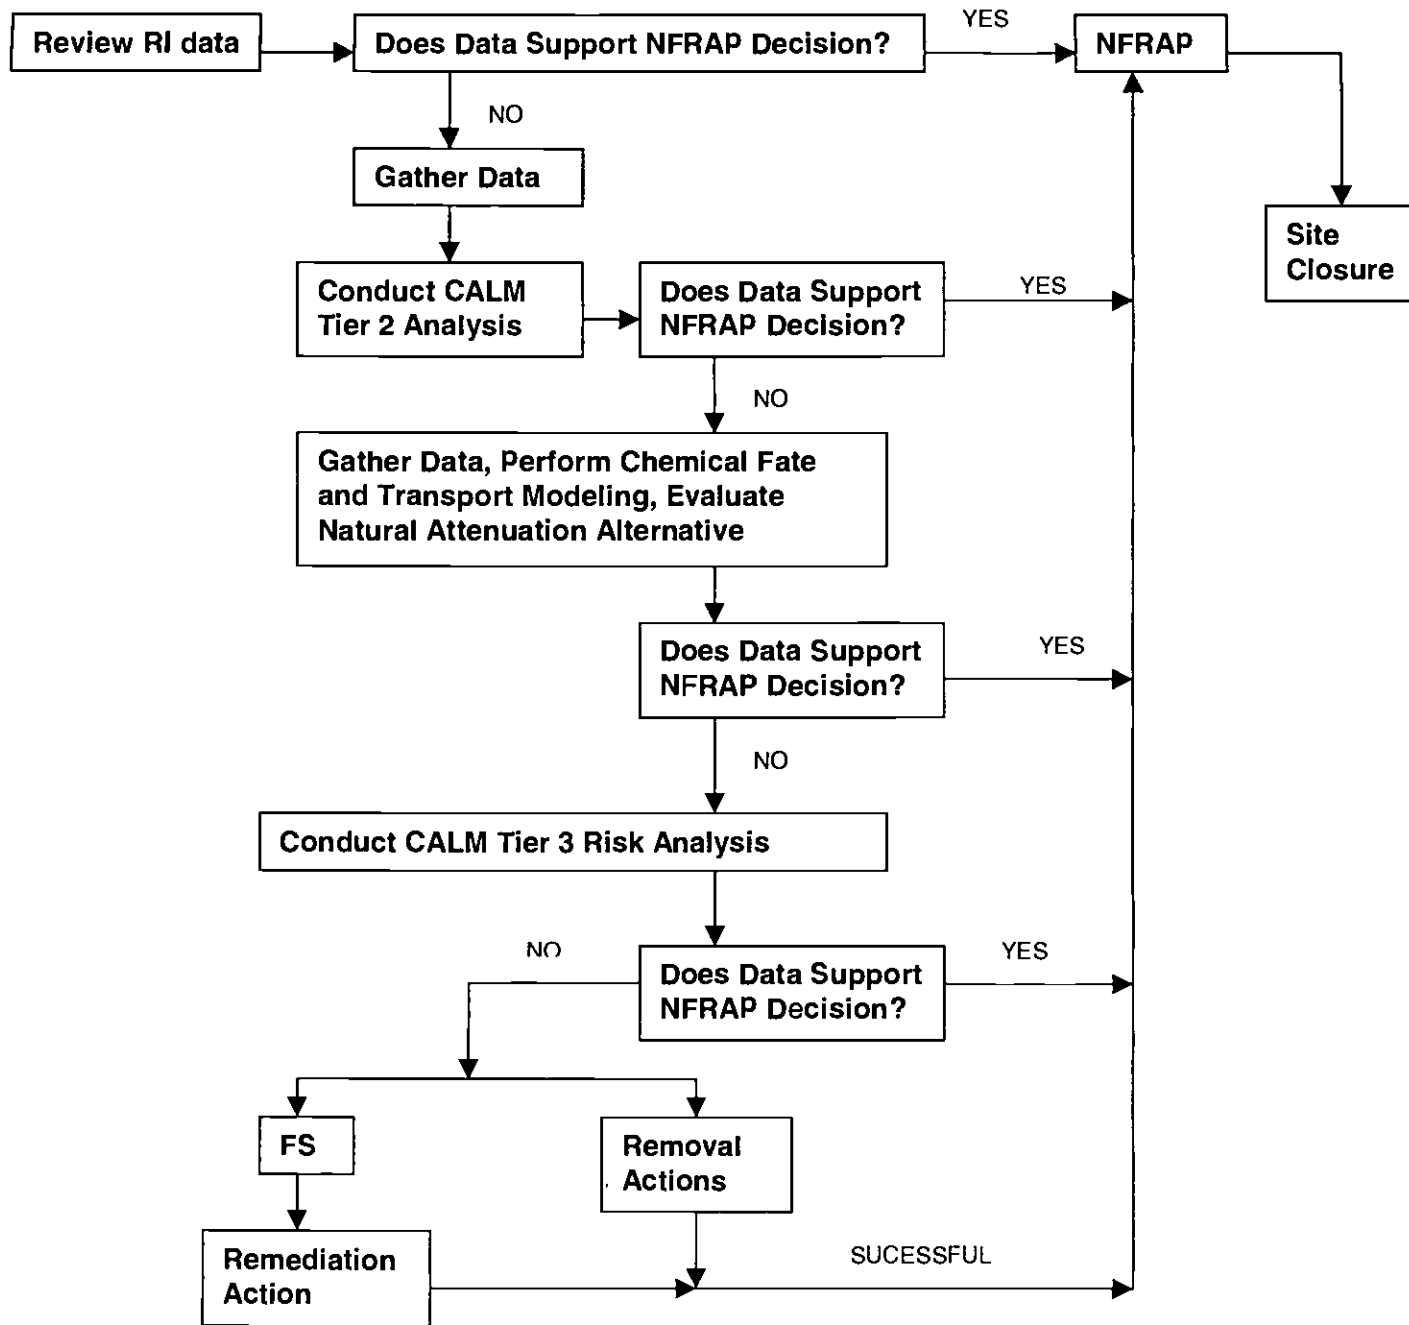 Review RI data
Does Data Support NFRAP Decision?
YES
NFRAP
NO
Gather Data
Site
Closure
Conduct CALM
Tier 2 Analysis
Does Data Support
NFRAP Decision?
YES
NO
Gather Data, Perform Chemical Fate
and Transport Modeling, Evaluate
Natural Attenuation Alternative
Does Data Support
NFRAP Decision?
YES
NO
Conduct CALM Tier 3 Risk Analysis
NO
Does Data Support
NFRAP Decision?
YES
FS
Removal
Actions
Remediation
Action
SUCESSFUL